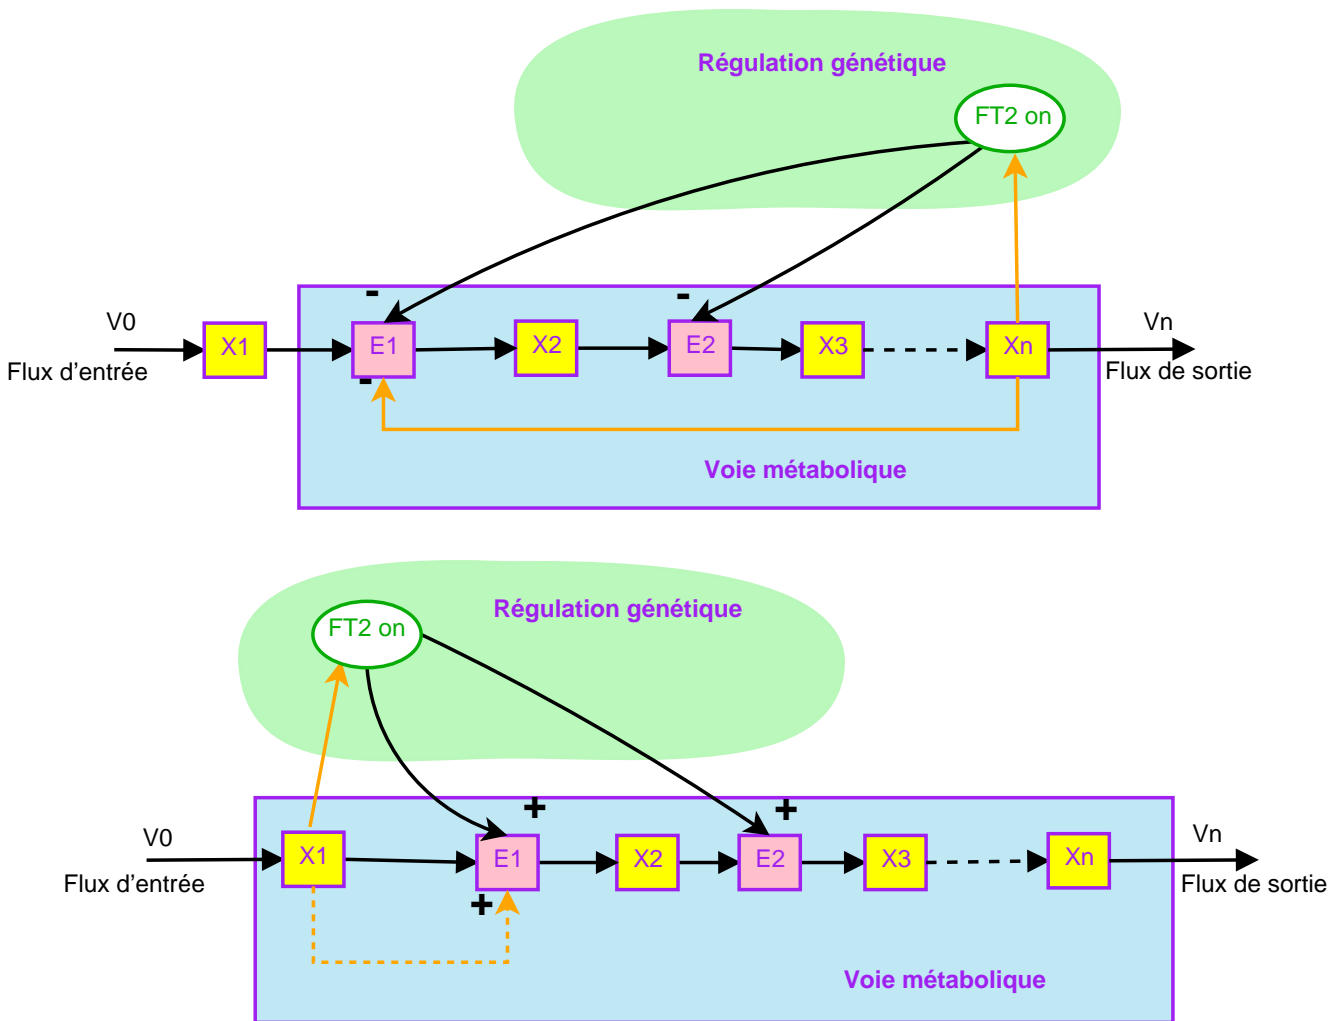 Régulation génétique
FT2 on
-
-
V0
Vn
X1
E1
X2
E2
X3
Xn
Flux d'entrée
-
Flux de sortie
Voie métabolique
Régulation génétique
FT2 on
+
+
V0
Vn
X1
E1
X2
E2
X3
Xn
Flux d'entrée
+
Flux de sortie
Voie métabolique